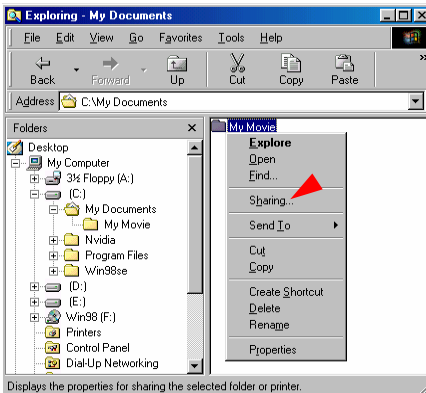 Exploring - My Documents
File Edit View Go Favorites Tools Help
Back Forward Up Cut Copy Paste »
Address C:\My Documents
Folders
Desktop
My Computer
3½ Floppy (A:)
(C:)
My Documents
My Movie
Nvidia
Program Files
Win98se
(D:)
(E:)
Win98 (F:)
Printers
Control Panel
Dial-Up Networking
My Movie
Explore
Open
Find...
Sharing...
Send To
Cut
Copy
Create Shortcut
Delete
Rename
Properties
Displays the properties for sharing the selected folder or printer.